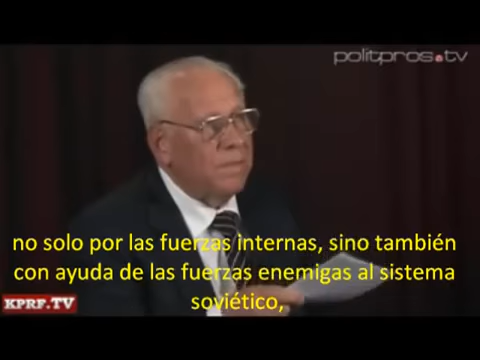 politpros.tv
no solo por las fuerzas internas, sino también
con ayuda de las fuerzas enemigas al sistema
soviético,
KPRF.TV